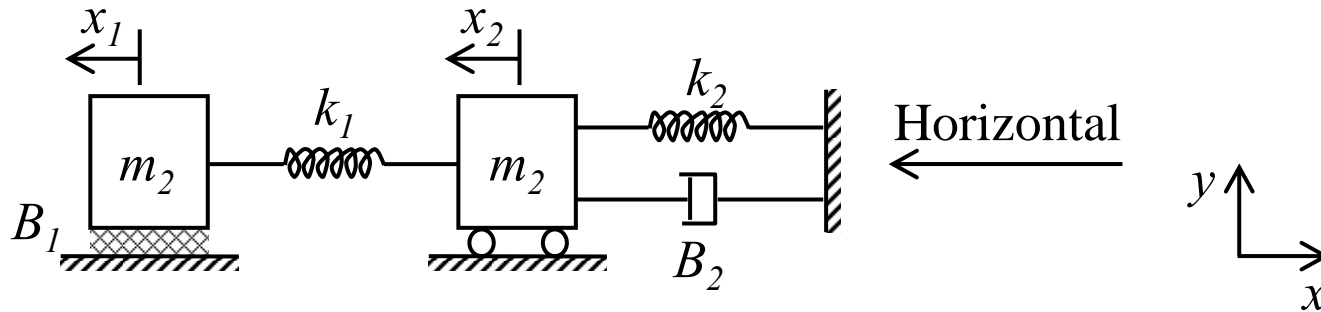 x₁
x₂
k₁
k₂
Horizontal
m₂
m₂
B₁
B₂
y
x